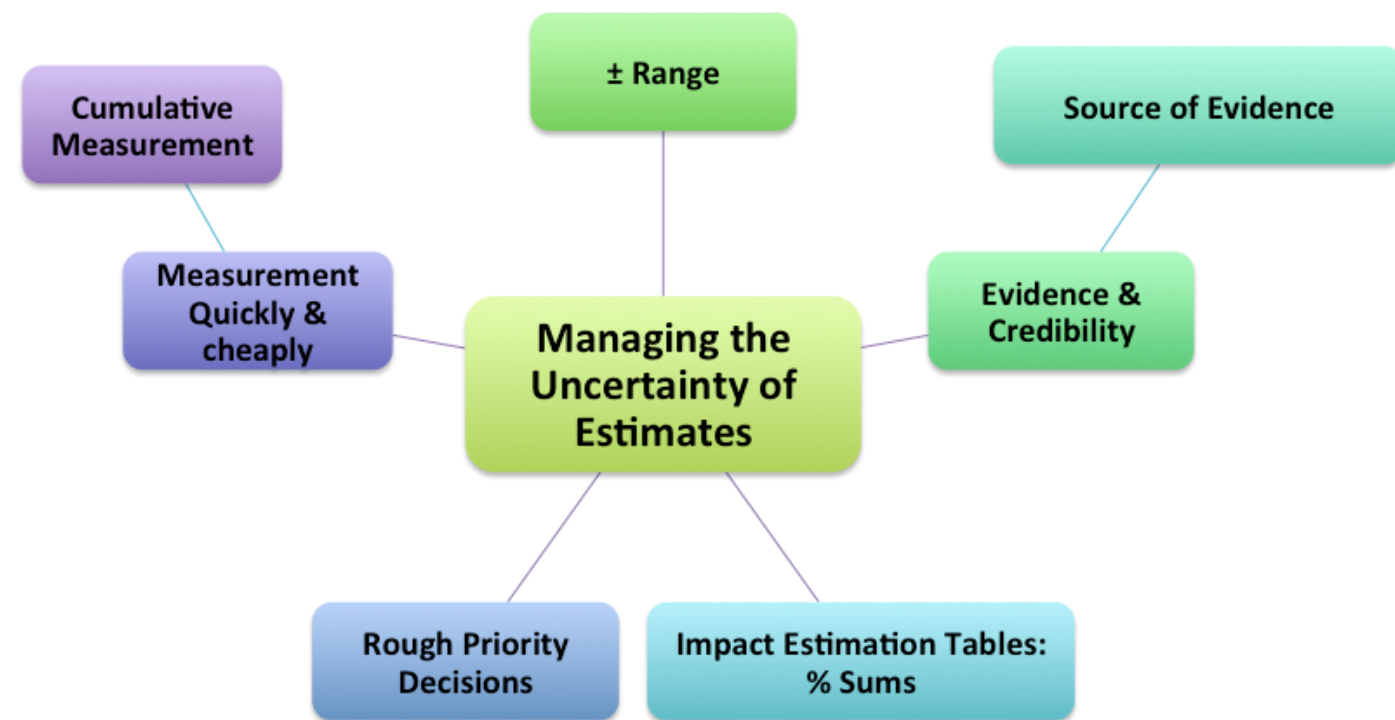 ± Range
Cumulative
Measurement
Source of Evidence
Measurement
Quickly &
cheaply
Evidence &
Credibility
Managing the
Uncertainty of
Estimates
Rough Priority
Decisions
Impact Estimation Tables:
% Sums